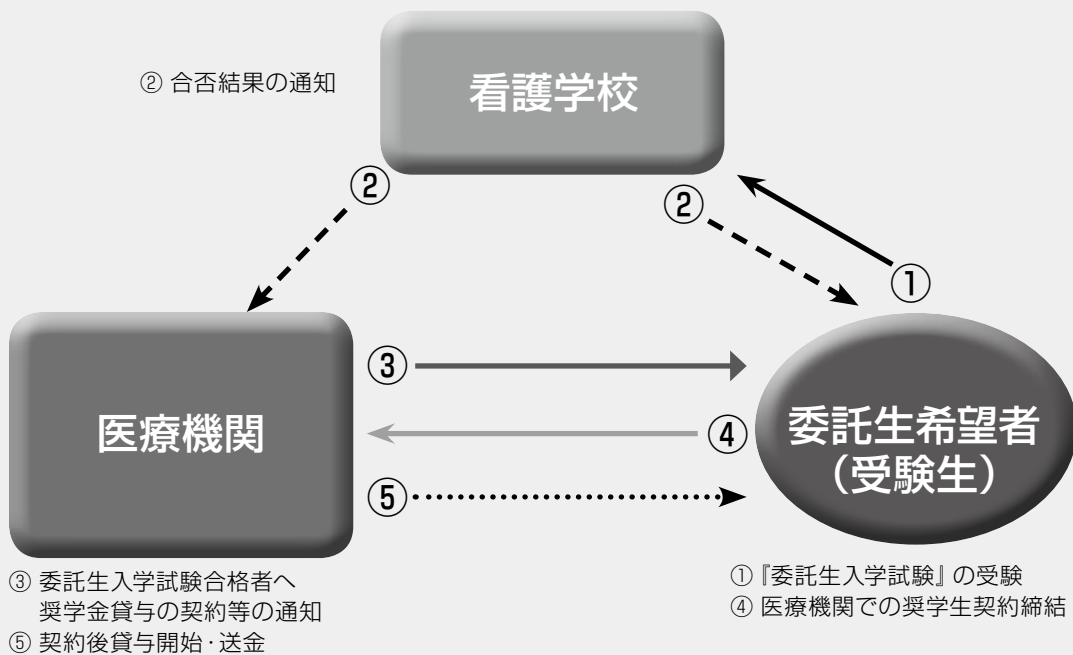 ② 合否結果の通知
看護学校
②
②
①
③
医療機関
④
委託生希望者
（受験生）
⑤
③ 委託生入学試験合格者へ
奨学金貸与の契約等の通知
⑤ 契約後貸与開始・送金
①『委託生入学試験』の受験
④ 医療機関での奨学生契約締結